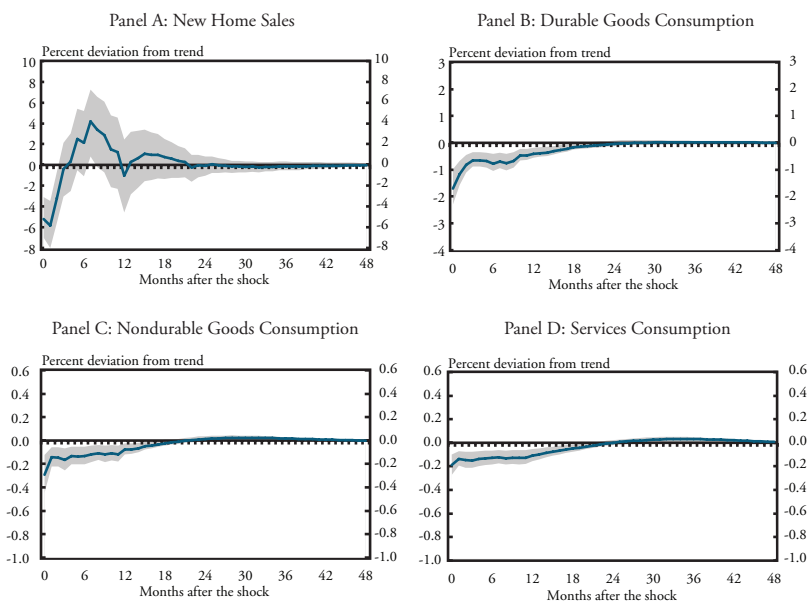 Panel A: New Home Sales
Percent deviation from trend
10 10
8 8
6 6
4 4
2 2
0 0
-2 -2
-4 -4
-6 -6
-8 -8
0 6 12 18 24 30 36 42 48
Months after the shock
Panel B: Durable Goods Consumption
Percent deviation from trend
3 3
2 2
1 1
0 0
-1 -1
-2 -2
-3 -3
-4 -4
0 6 12 18 24 30 36 42 48
Months after the shock
Panel C: Nondurable Goods Consumption
Percent deviation from trend
0.6 0.6
0.4 0.4
0.2 0.2
0.0 0.0
-0.2 -0.2
-0.4 -0.4
-0.6 -0.6
-0.8 -0.8
-1.0 -1.0
0 6 12 18 24 30 36 42 48
Months after the shock
Panel D: Services Consumption
Percent deviation from trend
0.6 0.6
0.4 0.4
0.2 0.2
0.0 0.0
-0.2 -0.2
-0.4 -0.4
-0.6 -0.6
-0.8 -0.8
-1.0 -1.0
0 6 12 18 24 30 36 42 48
Months after the shock